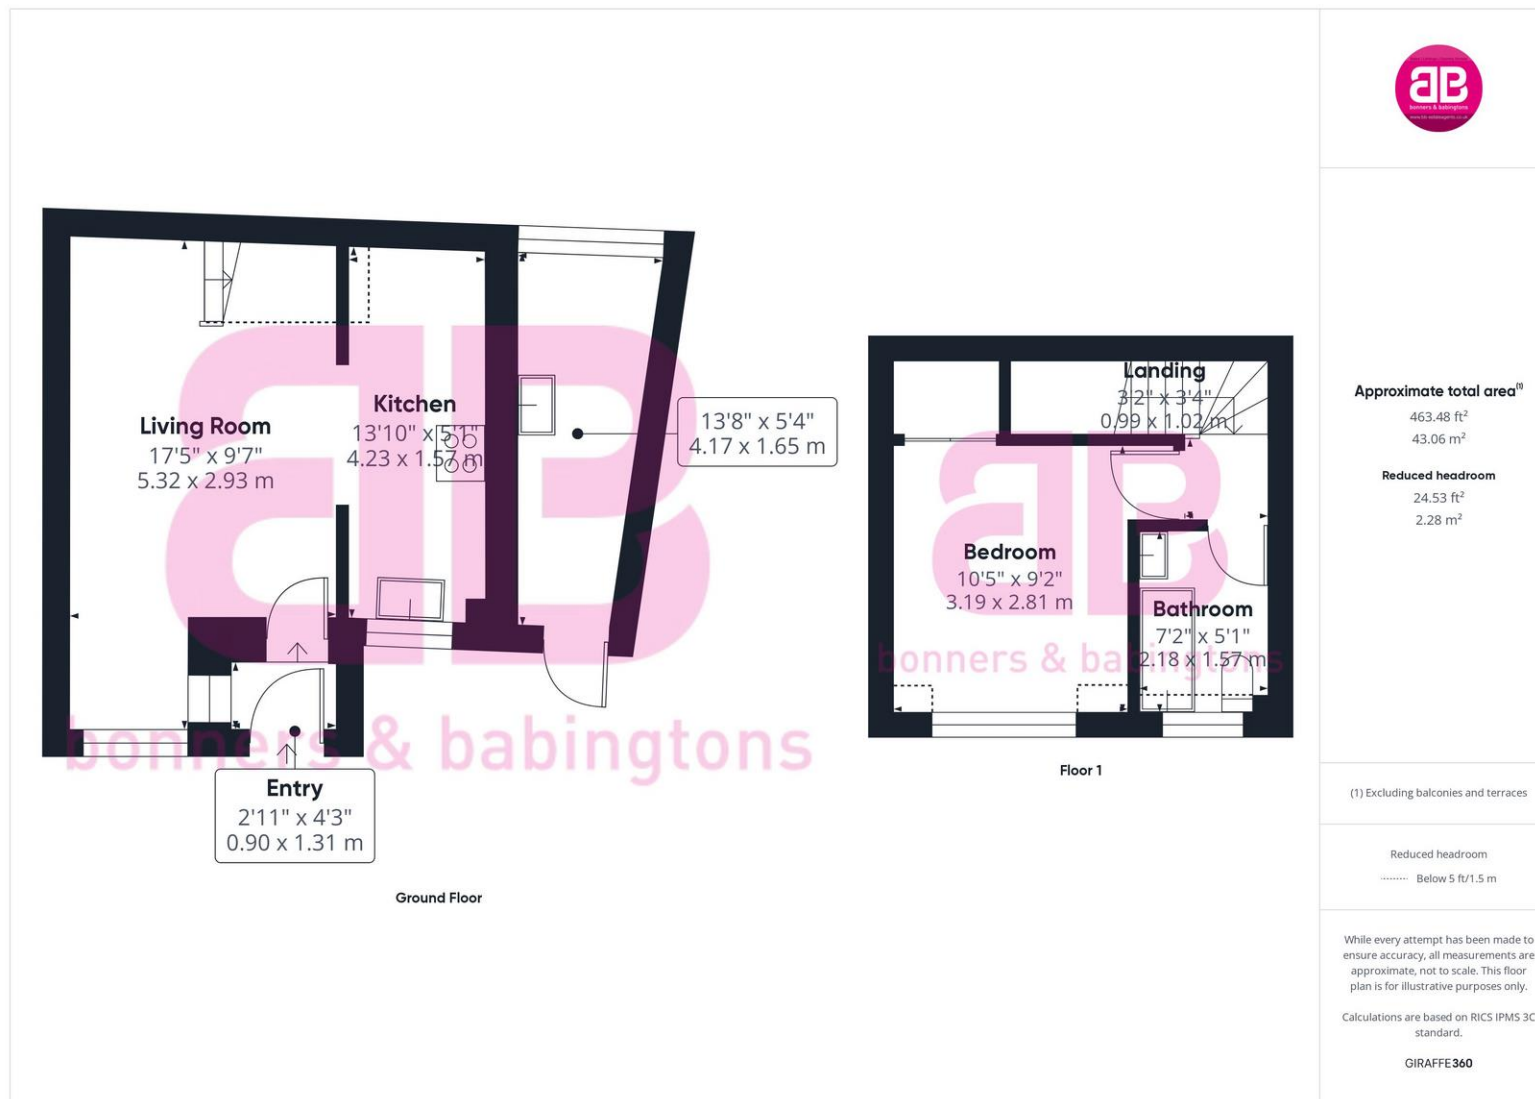 Living Room
17'5" x 9'7"
5.32 x 2.93 m
Kitchen
13'10" x 5'1"
4.23 x 1.57 m
13'8" x 5'4"
4.17 x 1.65 m
Entry
2'11" x 4'3"
0.90 x 1.31 m
bonners & babingtons
Ground Floor
Landing
3'2" x 3'4"
0.99 x 1.02 m
Bedroom
10'5" x 9'2"
3.19 x 2.81 m
Bathroom
7'2" x 5'1"
2.18 x 1.57 m
bonners & babingtons
Floor 1
bonners & babingtons
Approximate total area(1)
463.48 ft²
43.06 m²
Reduced headroom
24.53 ft²
2.28 m²
(1) Excluding balconies and terraces
Reduced headroom
Below 5 ft/1.5 m
While every attempt has been made to
ensure accuracy, all measurements are
approximate, not to scale. This floor
plan is for illustrative purposes only.
Calculations are based on RICS IPMS 3C
standard.
GIRAFFE360